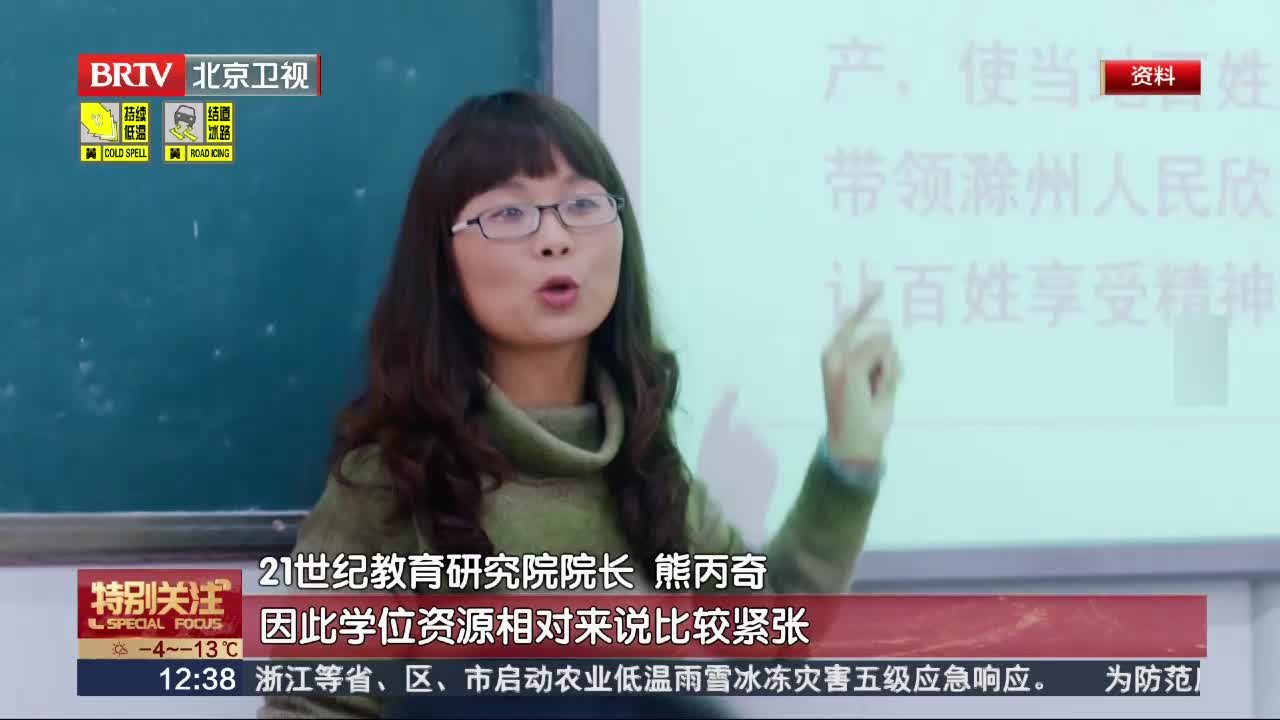 BRTV 北京卫视
资料
持续低温
黄 COLD SPELL
道路结冰
黄 ROAD ICING
产．使当地百姓
带领滁州人民欣
让百姓享受精神
21世纪教育研究院院长 熊丙奇
特别关注
SPECIAL FOCUS
因此学位资源相对来说比较紧张
-4~-13℃
12:38
浙江等省、区、市启动农业低温雨雪冰冻灾害五级应急响应。 为防范